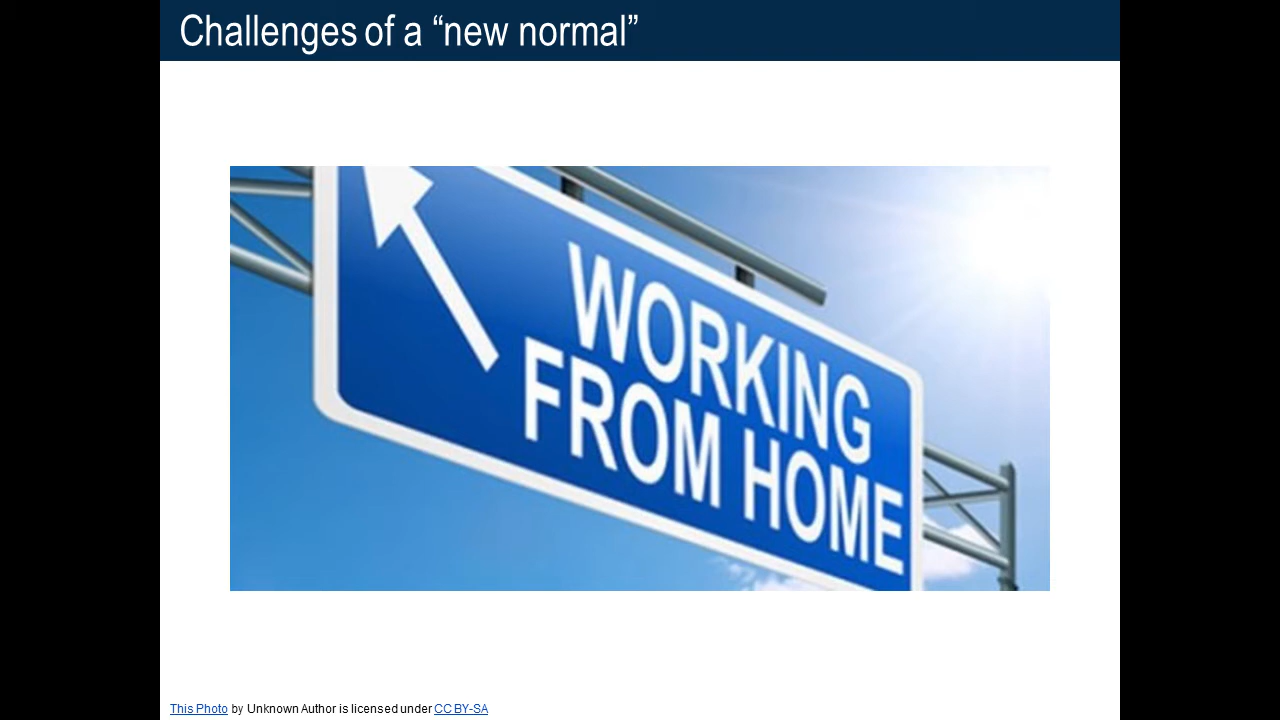 Challenges of a “new normal”
WORKING
FROM HOME
This Photo by Unknown Author is licensed under CC BY-SA